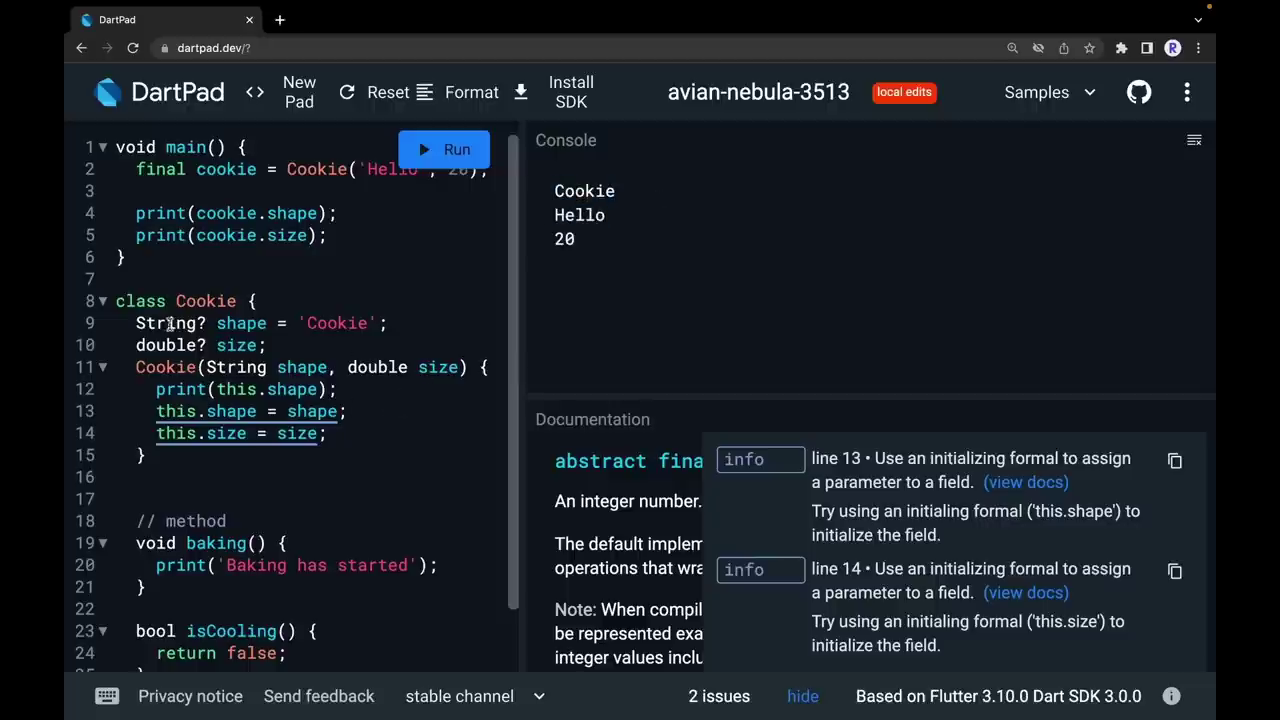 DartPad
dartpad.dev/?
R
DartPad
New Pad
Reset
Format
Install SDK
avian-nebula-3513
local edits
Samples
Run
1 void main() {
2 final cookie = Cookie('Hello', 20);
3
4 print(cookie.shape);
5 print(cookie.size);
6 }
7
8 class Cookie {
9 String? shape = 'Cookie';
10 double? size;
11 Cookie(String shape, double size) {
12 print(this.shape);
13 this.shape = shape;
14 this.size = size;
15 }
16
17
18 // method
19 void baking() {
20 print('Baking has started');
21 }
22
23 bool isCooling() {
24 return false;
Console
Cookie
Hello
20
Documentation
abstract fina
An integer number.
The default implem
operations that wra
Note: When compil
be represented exa
integer values inclu
info
line 13 • Use an initializing formal to assign
a parameter to a field. (view docs)
Try using an initialing formal ('this.shape') to
initialize the field.
info
line 14 • Use an initializing formal to assign
a parameter to a field. (view docs)
Try using an initialing formal ('this.size') to
initialize the field.
Privacy notice
Send feedback
stable channel
2 issues
hide
Based on Flutter 3.10.0 Dart SDK 3.0.0